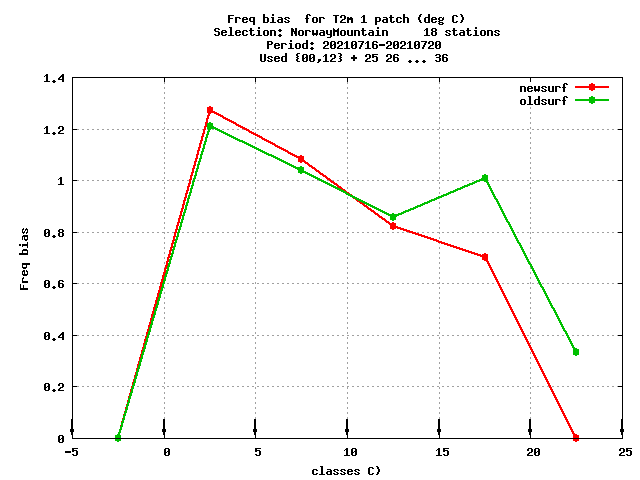 Freq bias  for T2m 1 patch (deg C)
Selection: NorwayMountain     18 stations
Period: 20210716-20210720
Used {00,12} + 25 26 ... 36
newsurf
oldsurf
1.4
1.2
1
0.8
0.6
0.4
0.2
0
Freq bias
-5 0 5 10 15 20 25
classes C)